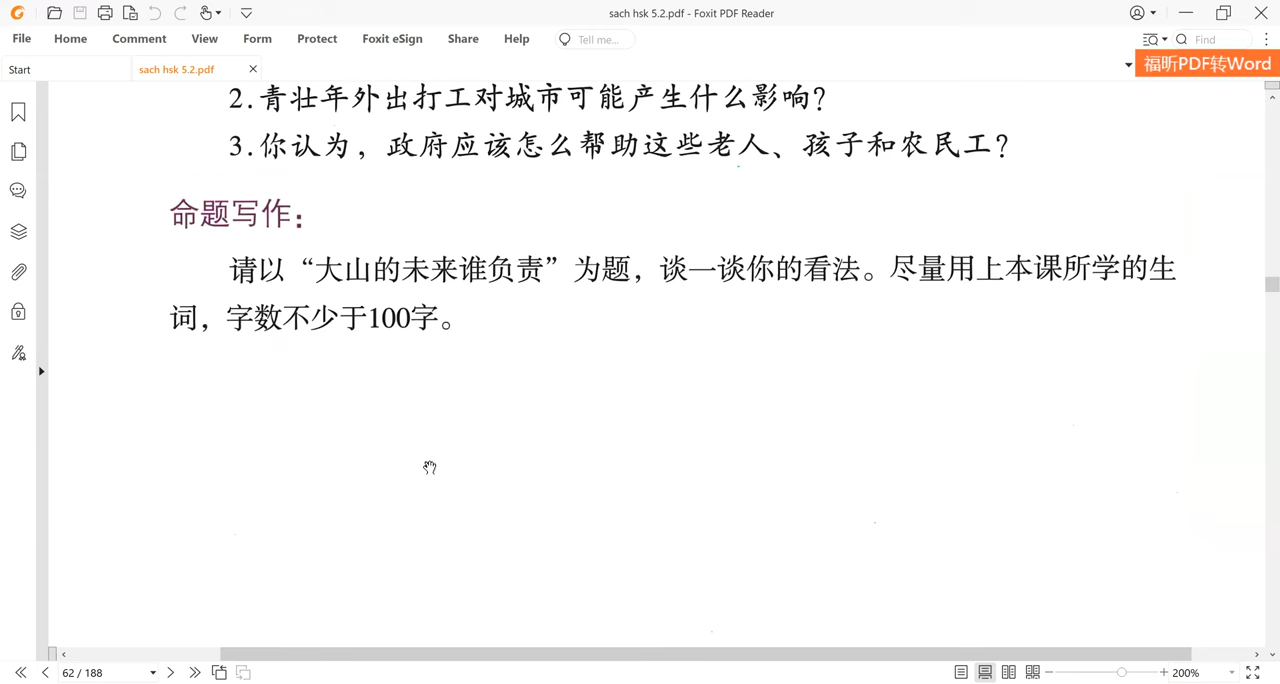 sach hsk 5.2.pdf - Foxit PDF Reader
File Home Comment View Form Protect Foxit eSign Share Help Tell me... Find
Start sach hsk 5.2.pdf 福昕PDF转Word
2.青壮年外出打工对城市可能产生什么影响？
3.你认为，政府应该怎么帮助这些老人、孩子和农民工？
命题写作：
请以“大山的未来谁负责”为题，谈一谈你的看法。尽量用上本课所学的生
词，字数不少于100字。
62 / 188 200%